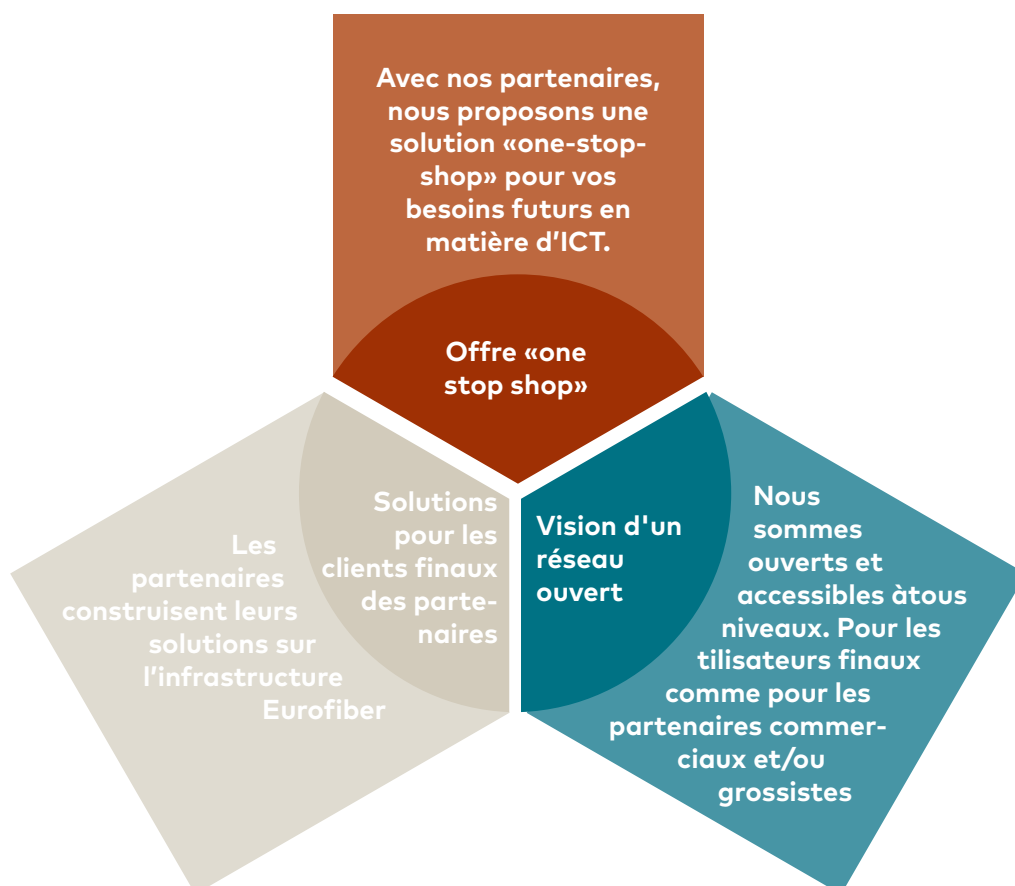 Avec nos partenaires,
nous proposons une
solution «one-stop-
shop» pour vos
besoins futurs en
matière d'ICT.
Offre «one
stop shop»
Solutions
pour les
clients finaux
des parte-
naires
Les
partenaires
construisent leurs
solutions sur
l'infrastructure
Eurofiber
Vision d'un
réseau
ouvert
Nous
sommes
ouverts et
accessibles àtous
niveaux. Pour les
tilisateurs finaux
comme pour les
partenaires commer-
ciaux et/ou
grossistes